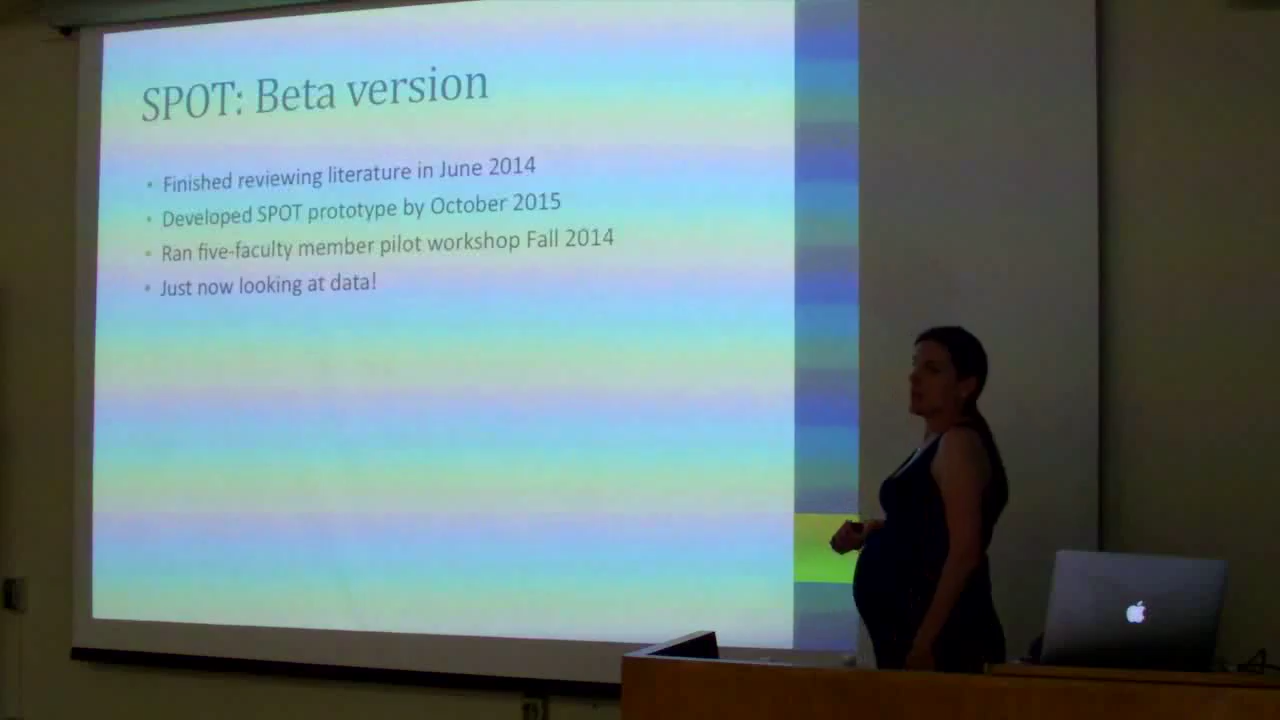 SPOT: Beta version
• Finished reviewing literature in June 2014
• Developed SPOT prototype by October 2015
• Ran five-faculty member pilot workshop Fall 2014
• Just now looking at data!